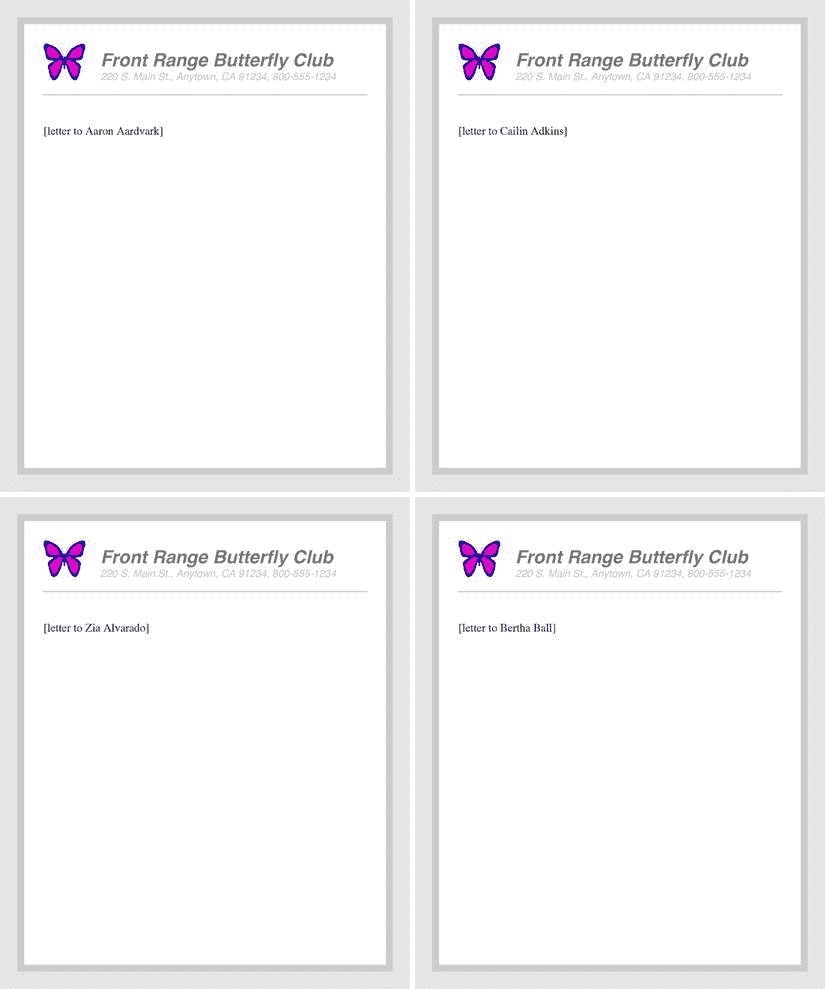 Front Range Butterfly Club
220 S. Main St., Anytown, CA 91234, 800-555-1234
[letter to Aaron Aardvark]
Front Range Butterfly Club
220 S. Main St., Anytown, CA 91234, 800-555-1234
[letter to Cailin Adkins]
Front Range Butterfly Club
220 S. Main St., Anytown, CA 91234, 800-555-1234
[letter to Zia Alvarado]
Front Range Butterfly Club
220 S. Main St., Anytown, CA 91234, 800-555-1234
[letter to Bertha Ball]